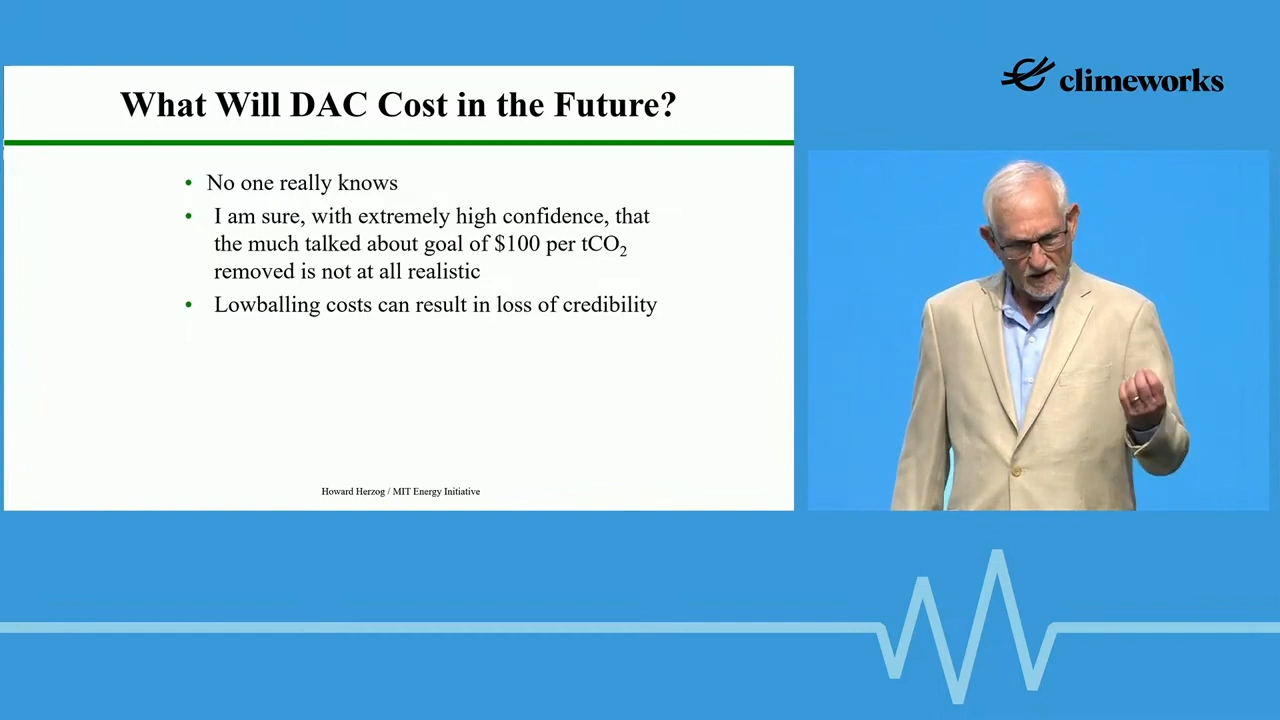 climeworks
What Will DAC Cost in the Future?
• No one really knows
• I am sure, with extremely high confidence, that
the much talked about goal of $100 per tCO₂
removed is not at all realistic
• Lowballing costs can result in loss of credibility
Howard Herzog / MIT Energy Initiative